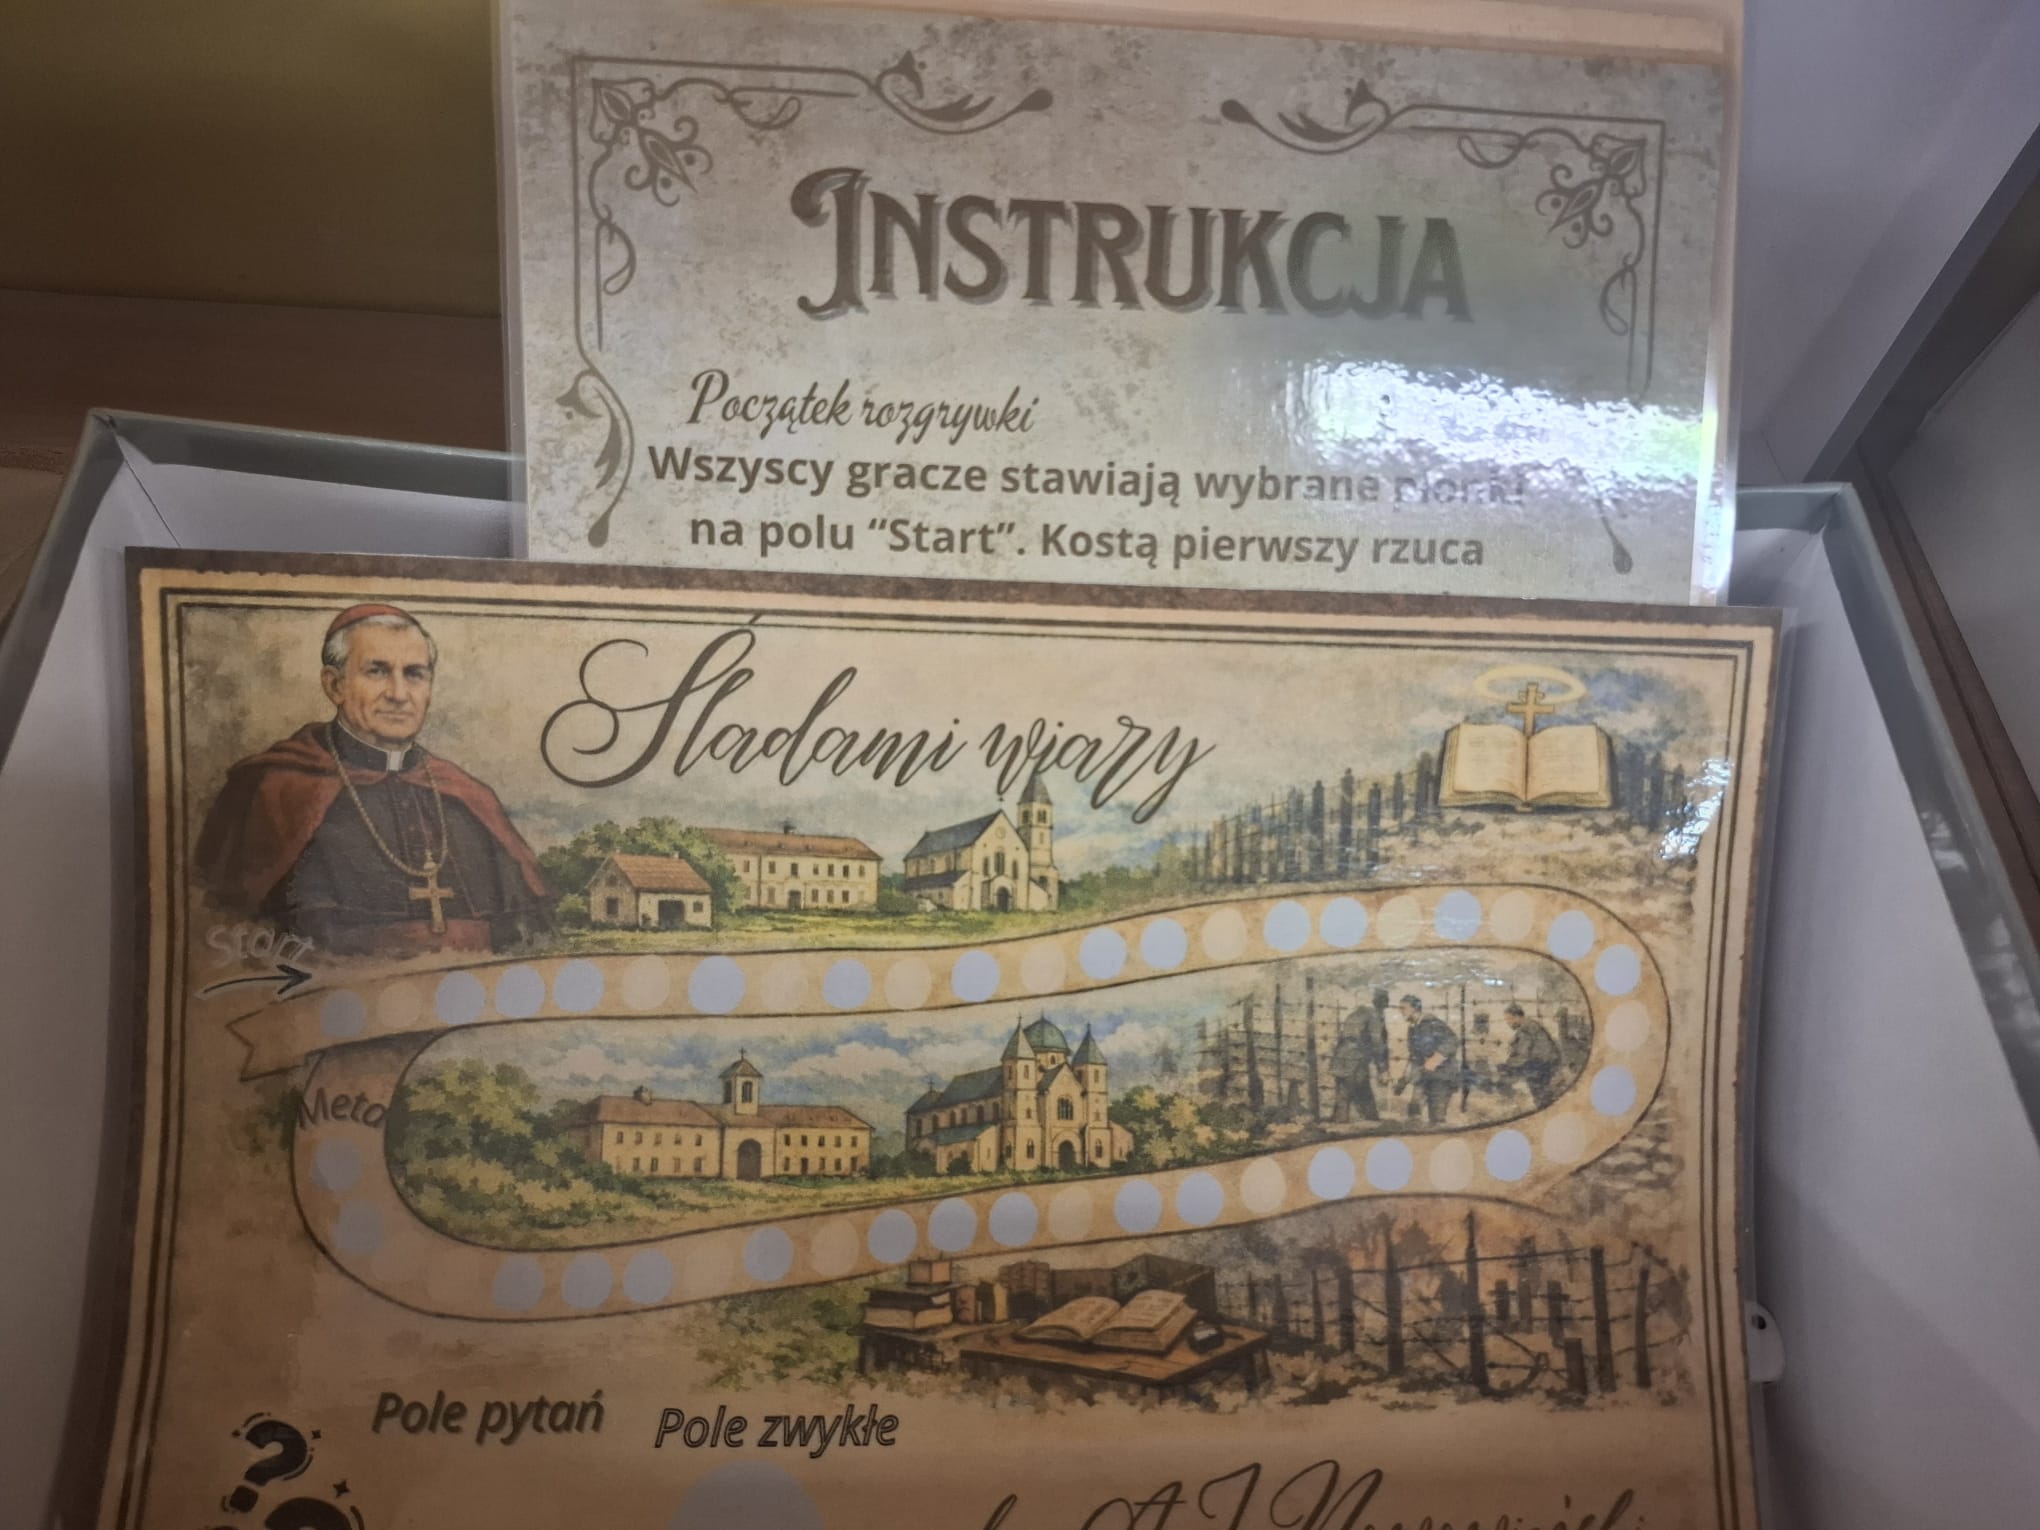 INSTRUKCJA
Początek rozgrywki
Wszyscy gracze stawiają wybrane pionki
na polu “Start”. Kostą pierwszy rzuca
Śladami wiary
Start
Meta
Pole pytań
Pole zwykłe